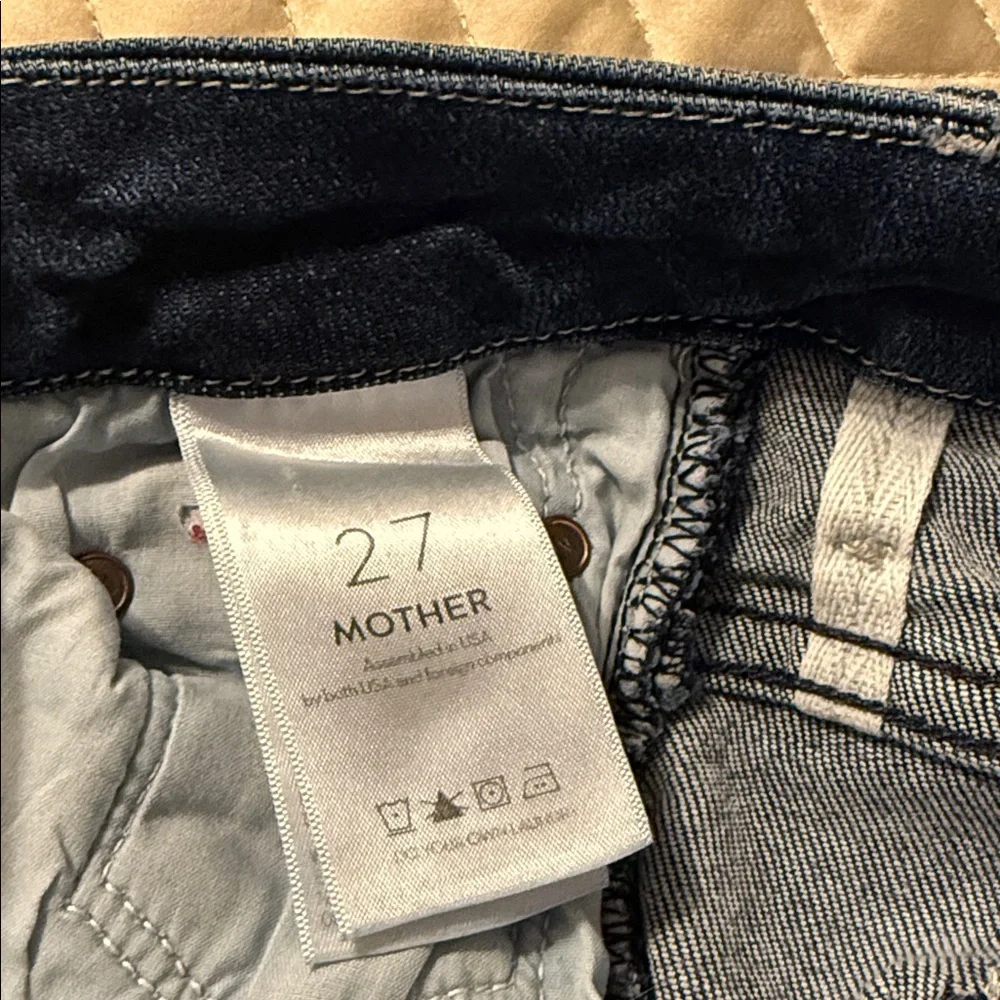 27
MOTHER
Assembled in USA
by both USA and foreign components
DO YOUR OWN LAUNDRY